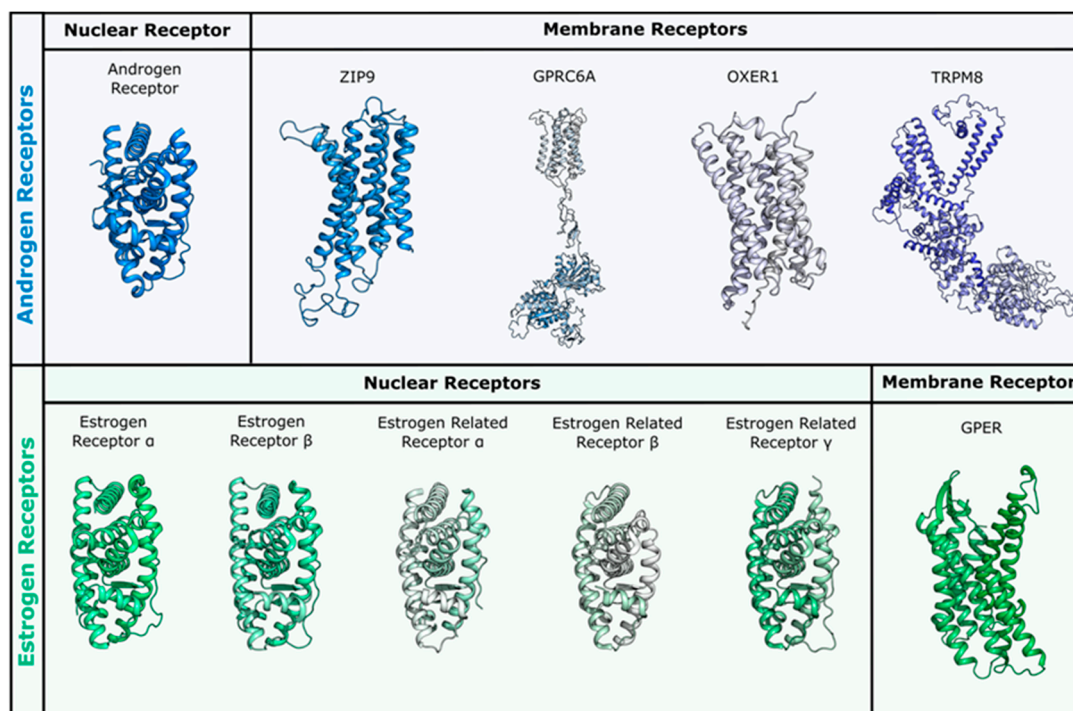 Androgen Receptors
Nuclear Receptor
Membrane Receptors
Androgen
Receptor
ZIP9
GPRC6A
OXER1
TRPM8
Estrogen Receptors
Nuclear Receptors
Membrane Receptor
Estrogen
Receptor α
Estrogen
Receptor β
Estrogen Related
Receptor α
Estrogen Related
Receptor β
Estrogen Related
Receptor γ
GPER